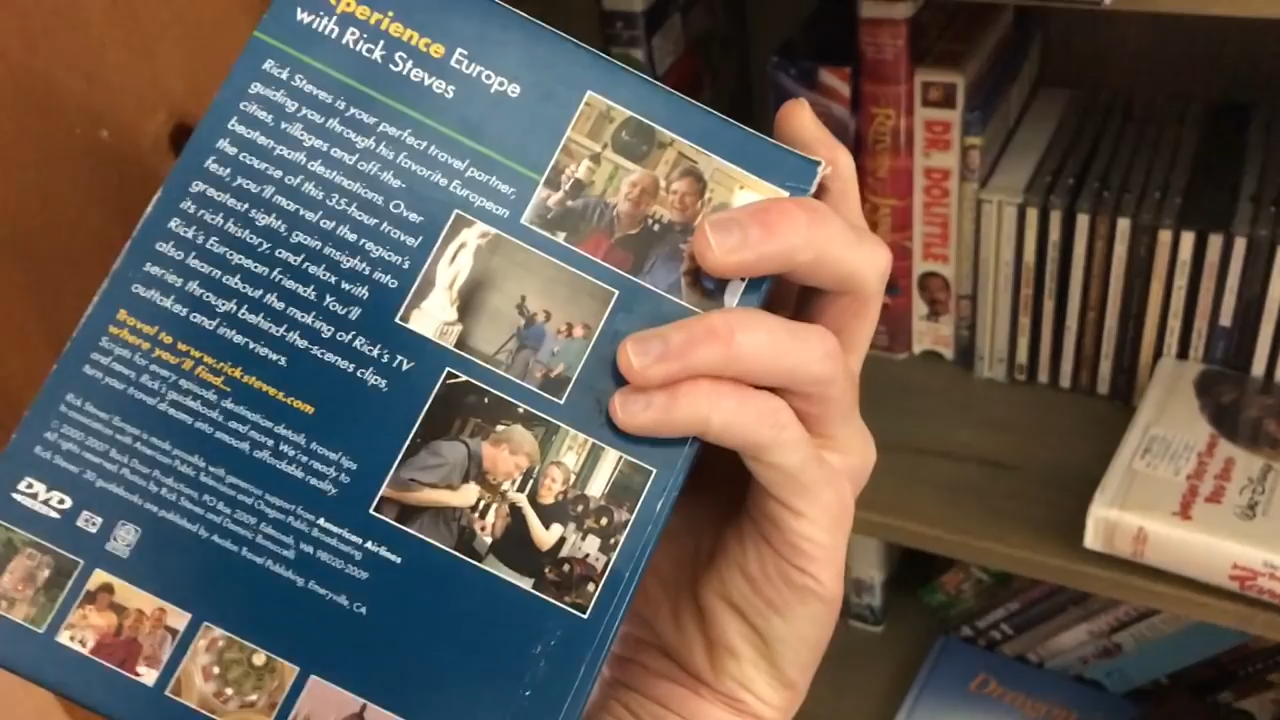 xperience Europe
with Rick Steves
Rick Steves is your perfect travel partner,
guiding you through his favorite European
cities, villages and off-the-
beaten-path destinations. Over
the course of this 35-hour travel
fest, you'll marvel at the region's
greatest sights, gain insights into
its rich history, and relax with
Rick's European friends. You'll
also learn about the making of Rick's TV
series through behind-the-scenes clips,
outtakes and interviews.
Travel to www.ricksteves.com
where you'll find...
Scripts for every episode, destination details, travel tips
and news, Rick's guidebooks...and more. We're ready to
turn your travel dreams into smooth, affordable reality.
Rick Steves' Europe is made possible with generous support from American Airlines
in association with American Public Television and Oregon Public Broadcasting
© 2000-2007 Back Door Productions, PO Box 2009, Edmonds, WA 98020-2009
All rights reserved. Photos by Rick Steves and Dominic Bonuccelli
Rick Steves' 30 guidebooks are published by Avalon Travel Publishing, Emeryville, CA
DVD
DR. DOLITTLE
Walt Disney